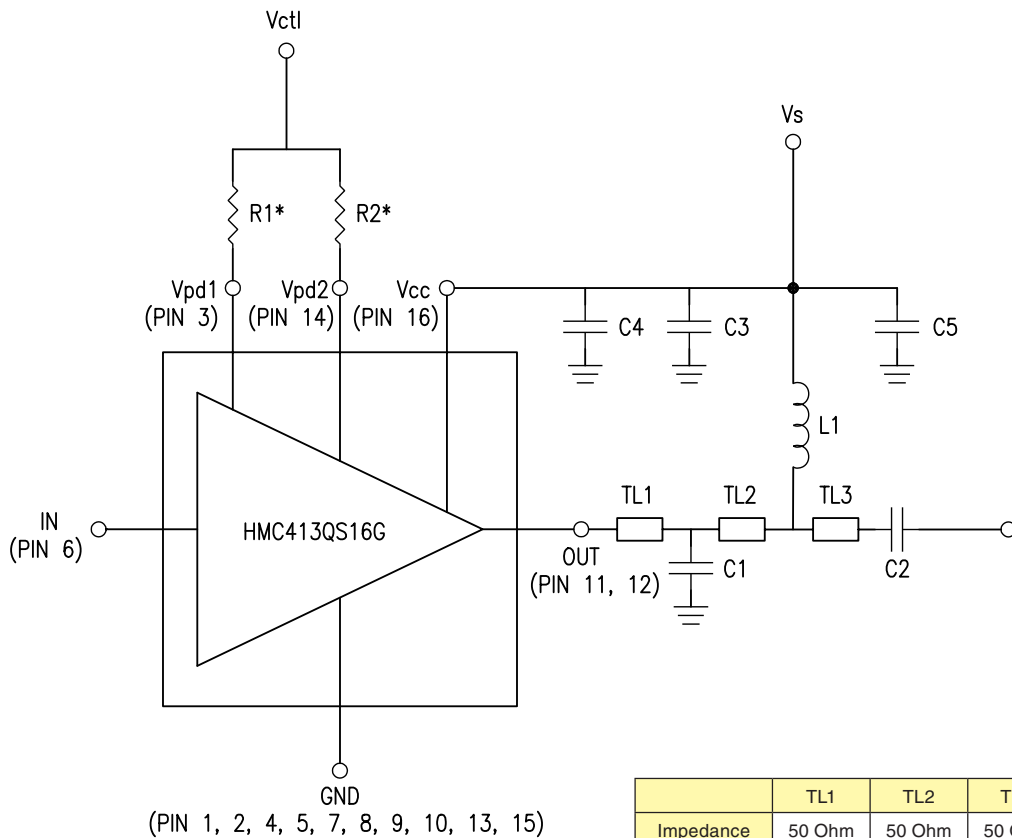 Vctl
Vs
R1*
R2*
Vpd1
(PIN 3)
Vpd2
(PIN 14)
Vcc
(PIN 16)
C4
C3
C5
L1
IN
(PIN 6)
HMC413QS16G
OUT
(PIN 11, 12)
TL1
TL2
TL3
C1
C2
GND
(PIN 1, 2, 4, 5, 7, 8, 9, 10, 13, 15)
TL1 TL2
Impedance 50 Ohm 50 Ohm 50